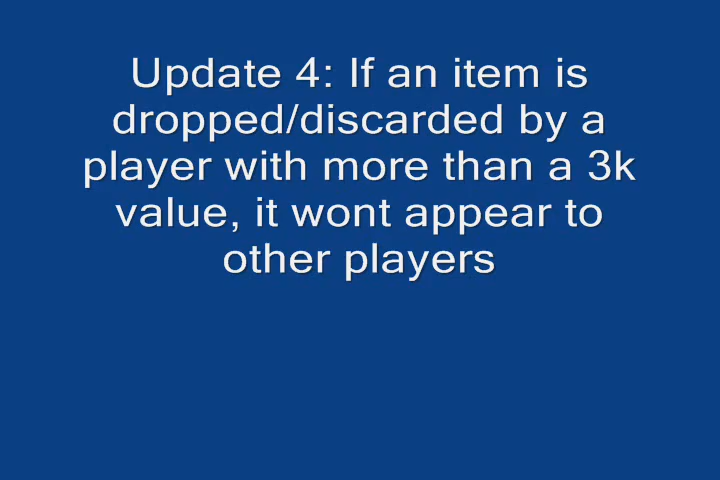 Update 4: If an item is
dropped/discarded by a
player with more than a 3k
value, it wont appear to
other players